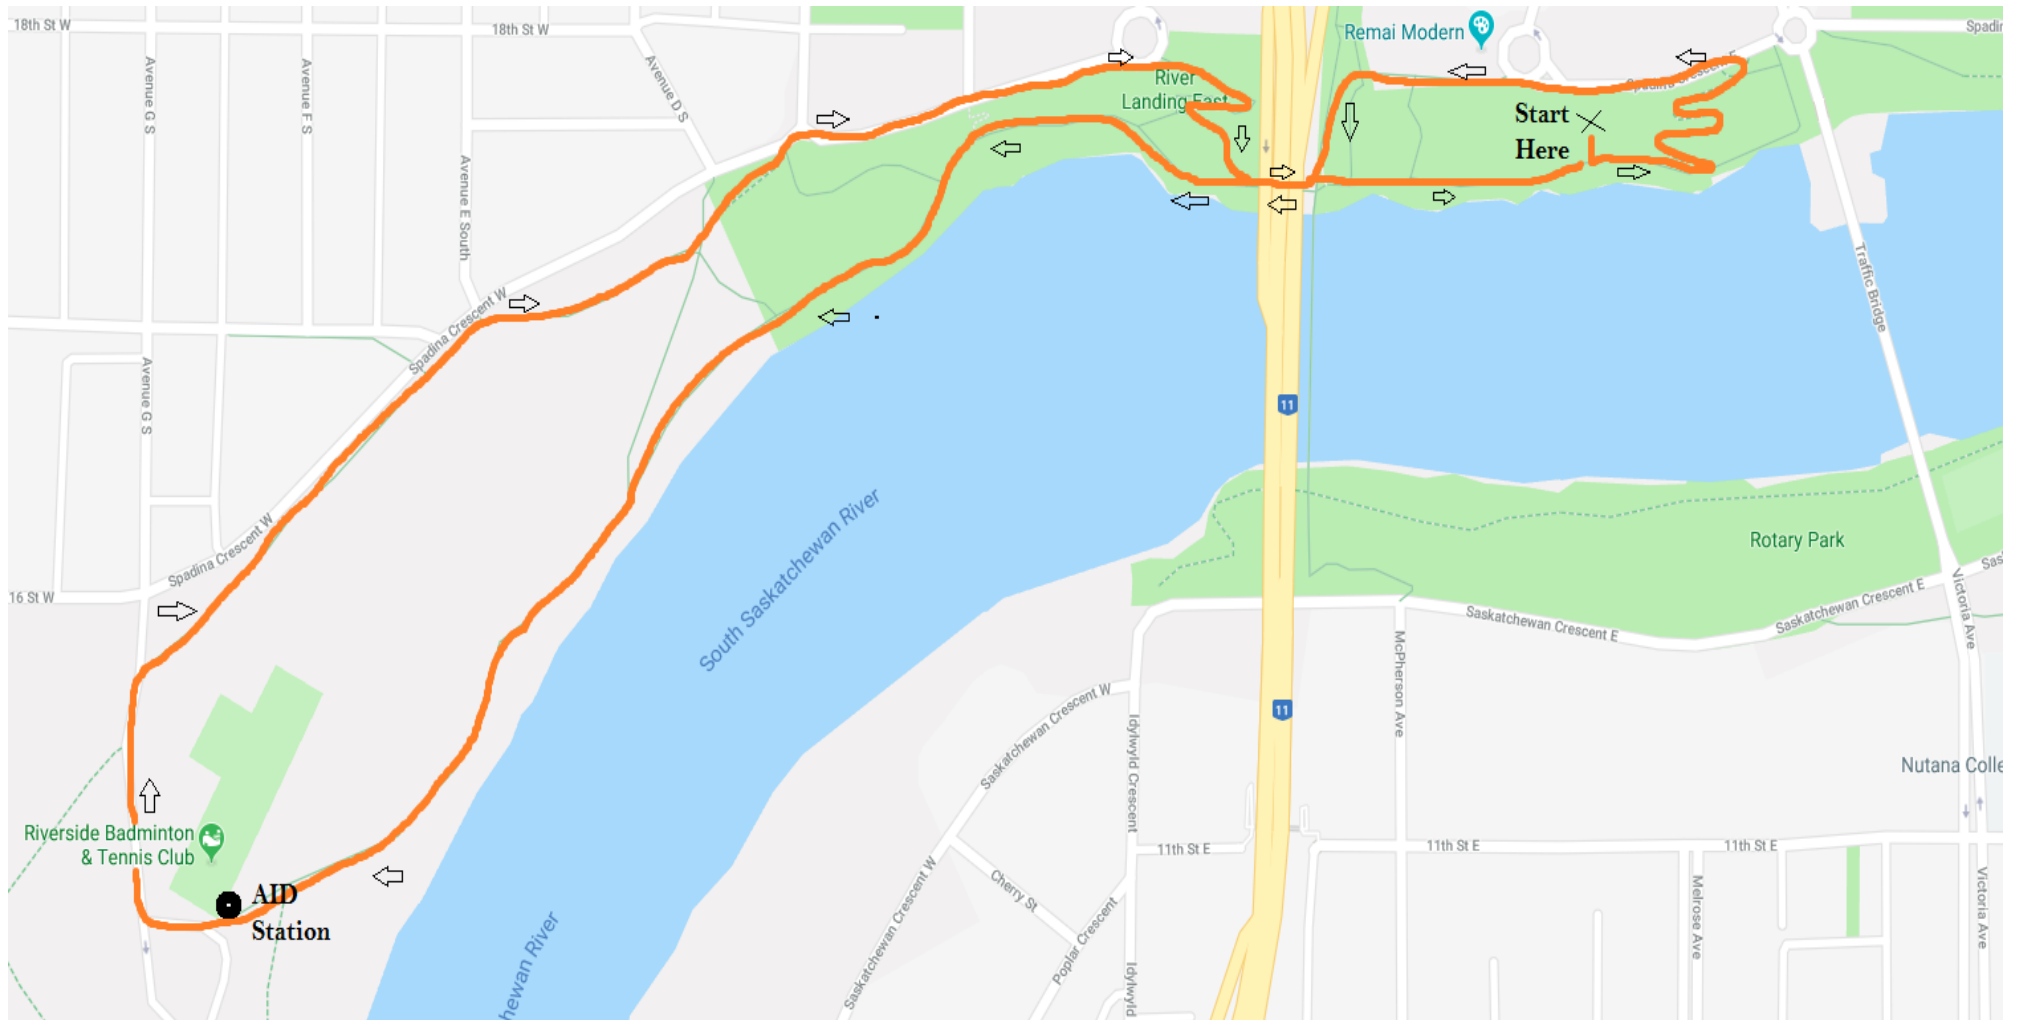 18th St W
18th St W
Avenue G S
Avenue F S
Avenue D S
Avenue E South
Remai Modern
Spadina Crescent E
River
Landing East
Start
Here
Traffic Bridge
Spadina Crescent W
Avenue G S
11
Spadina Crescent W
16 St W
South Saskatchewan River
Rotary Park
Saskatchewan Crescent E
Saskatchewan Crescent E
Victoria Ave
McPherson Ave
Saskatchewan Crescent W
11
Idylwyld Crescent
Nutana Colle
Riverside Badminton
& Tennis Club
11th St E
11th St E
11th St E
AID
Station
Cherry St
Saskatchewan Crescent W
Poplar Crescent
Melrose Ave
Victoria Ave
hewan River
Idylwyld